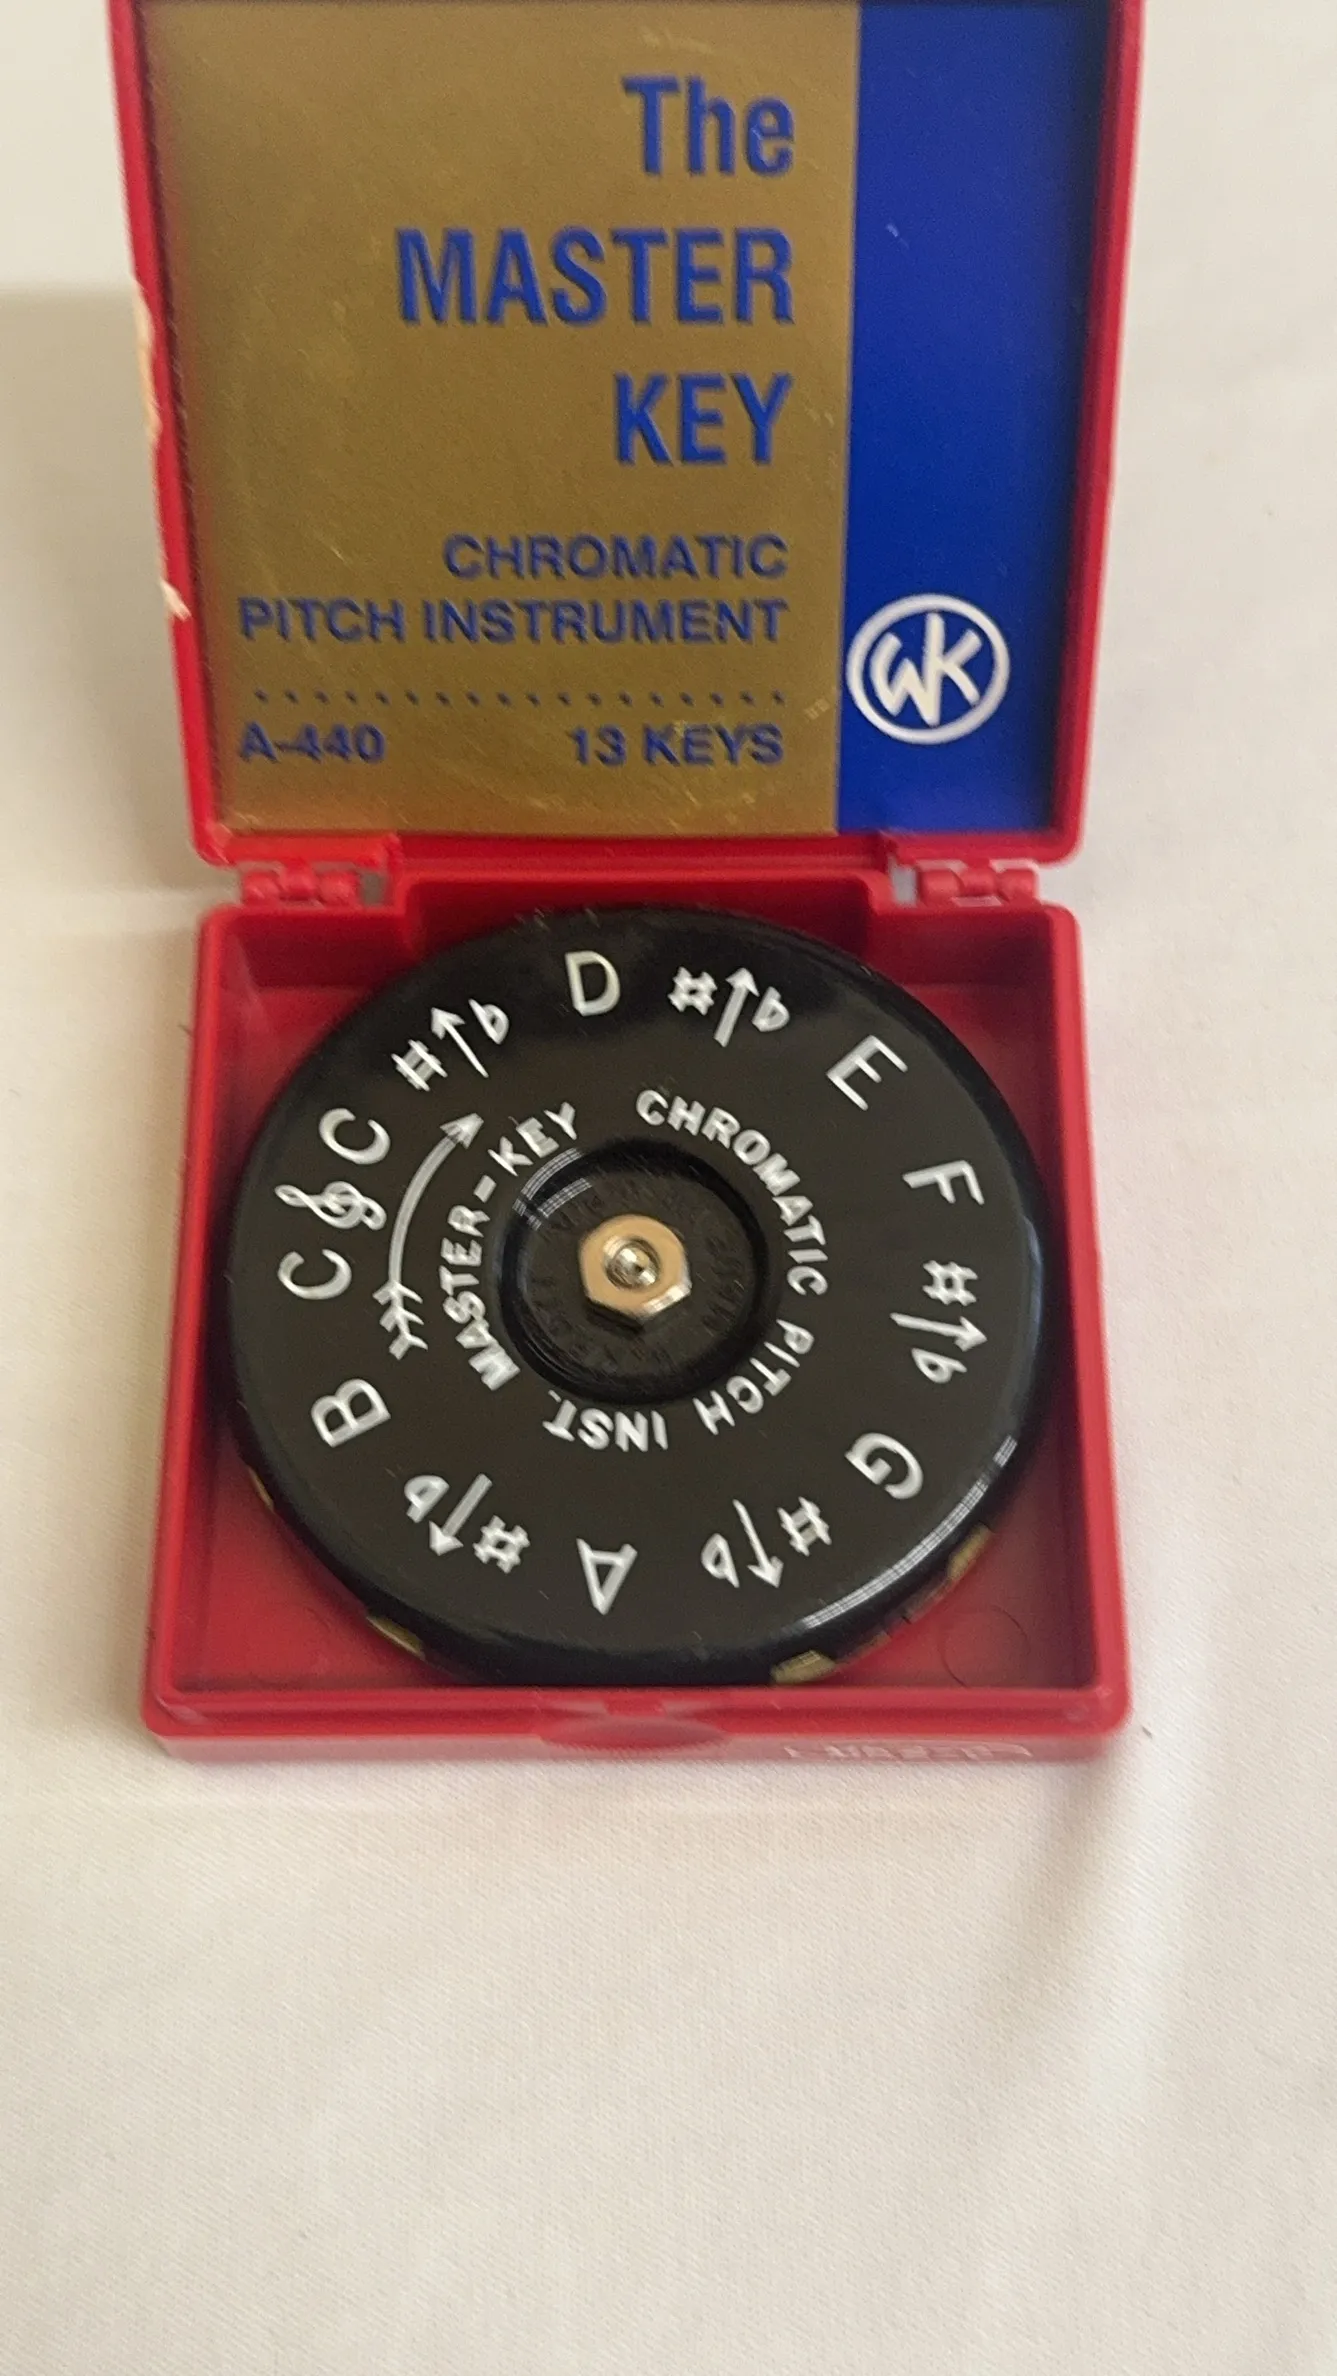 The
MASTER
KEY
CHROMATIC
PITCH INSTRUMENT
A-440 13 KEYS
WK
C
#↑b
D
#↑b
E
F
#↑b
G
#↑b
A
#↑b
B
C
MASTER-KEY CHROMATIC PITCH INST.